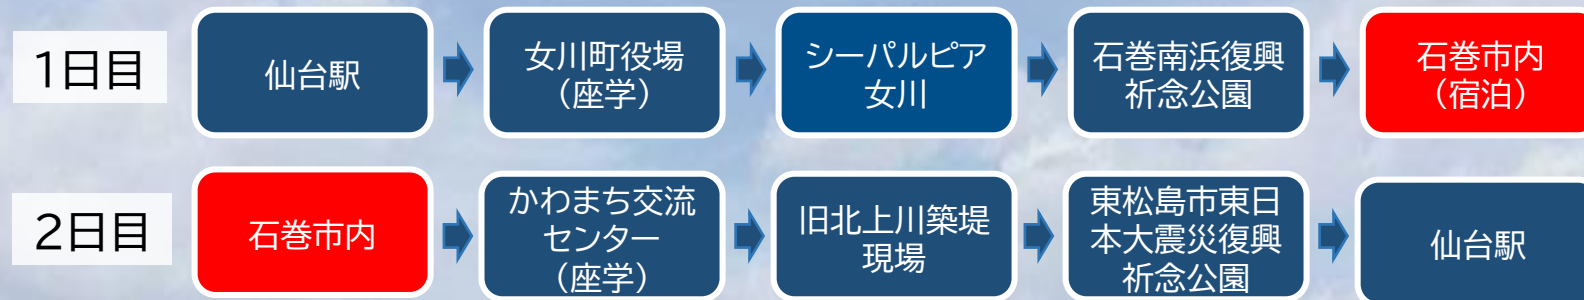 1日目
仙台駅
女川町役場
（座学）
シーパルピア
女川
石巻南浜復興
祈念公園
石巻市内
（宿泊）
2日目
石巻市内
かわまち交流
センター
（座学）
旧北上川築堤
現場
東松島市東日
本大震災復興
祈念公園
仙台駅